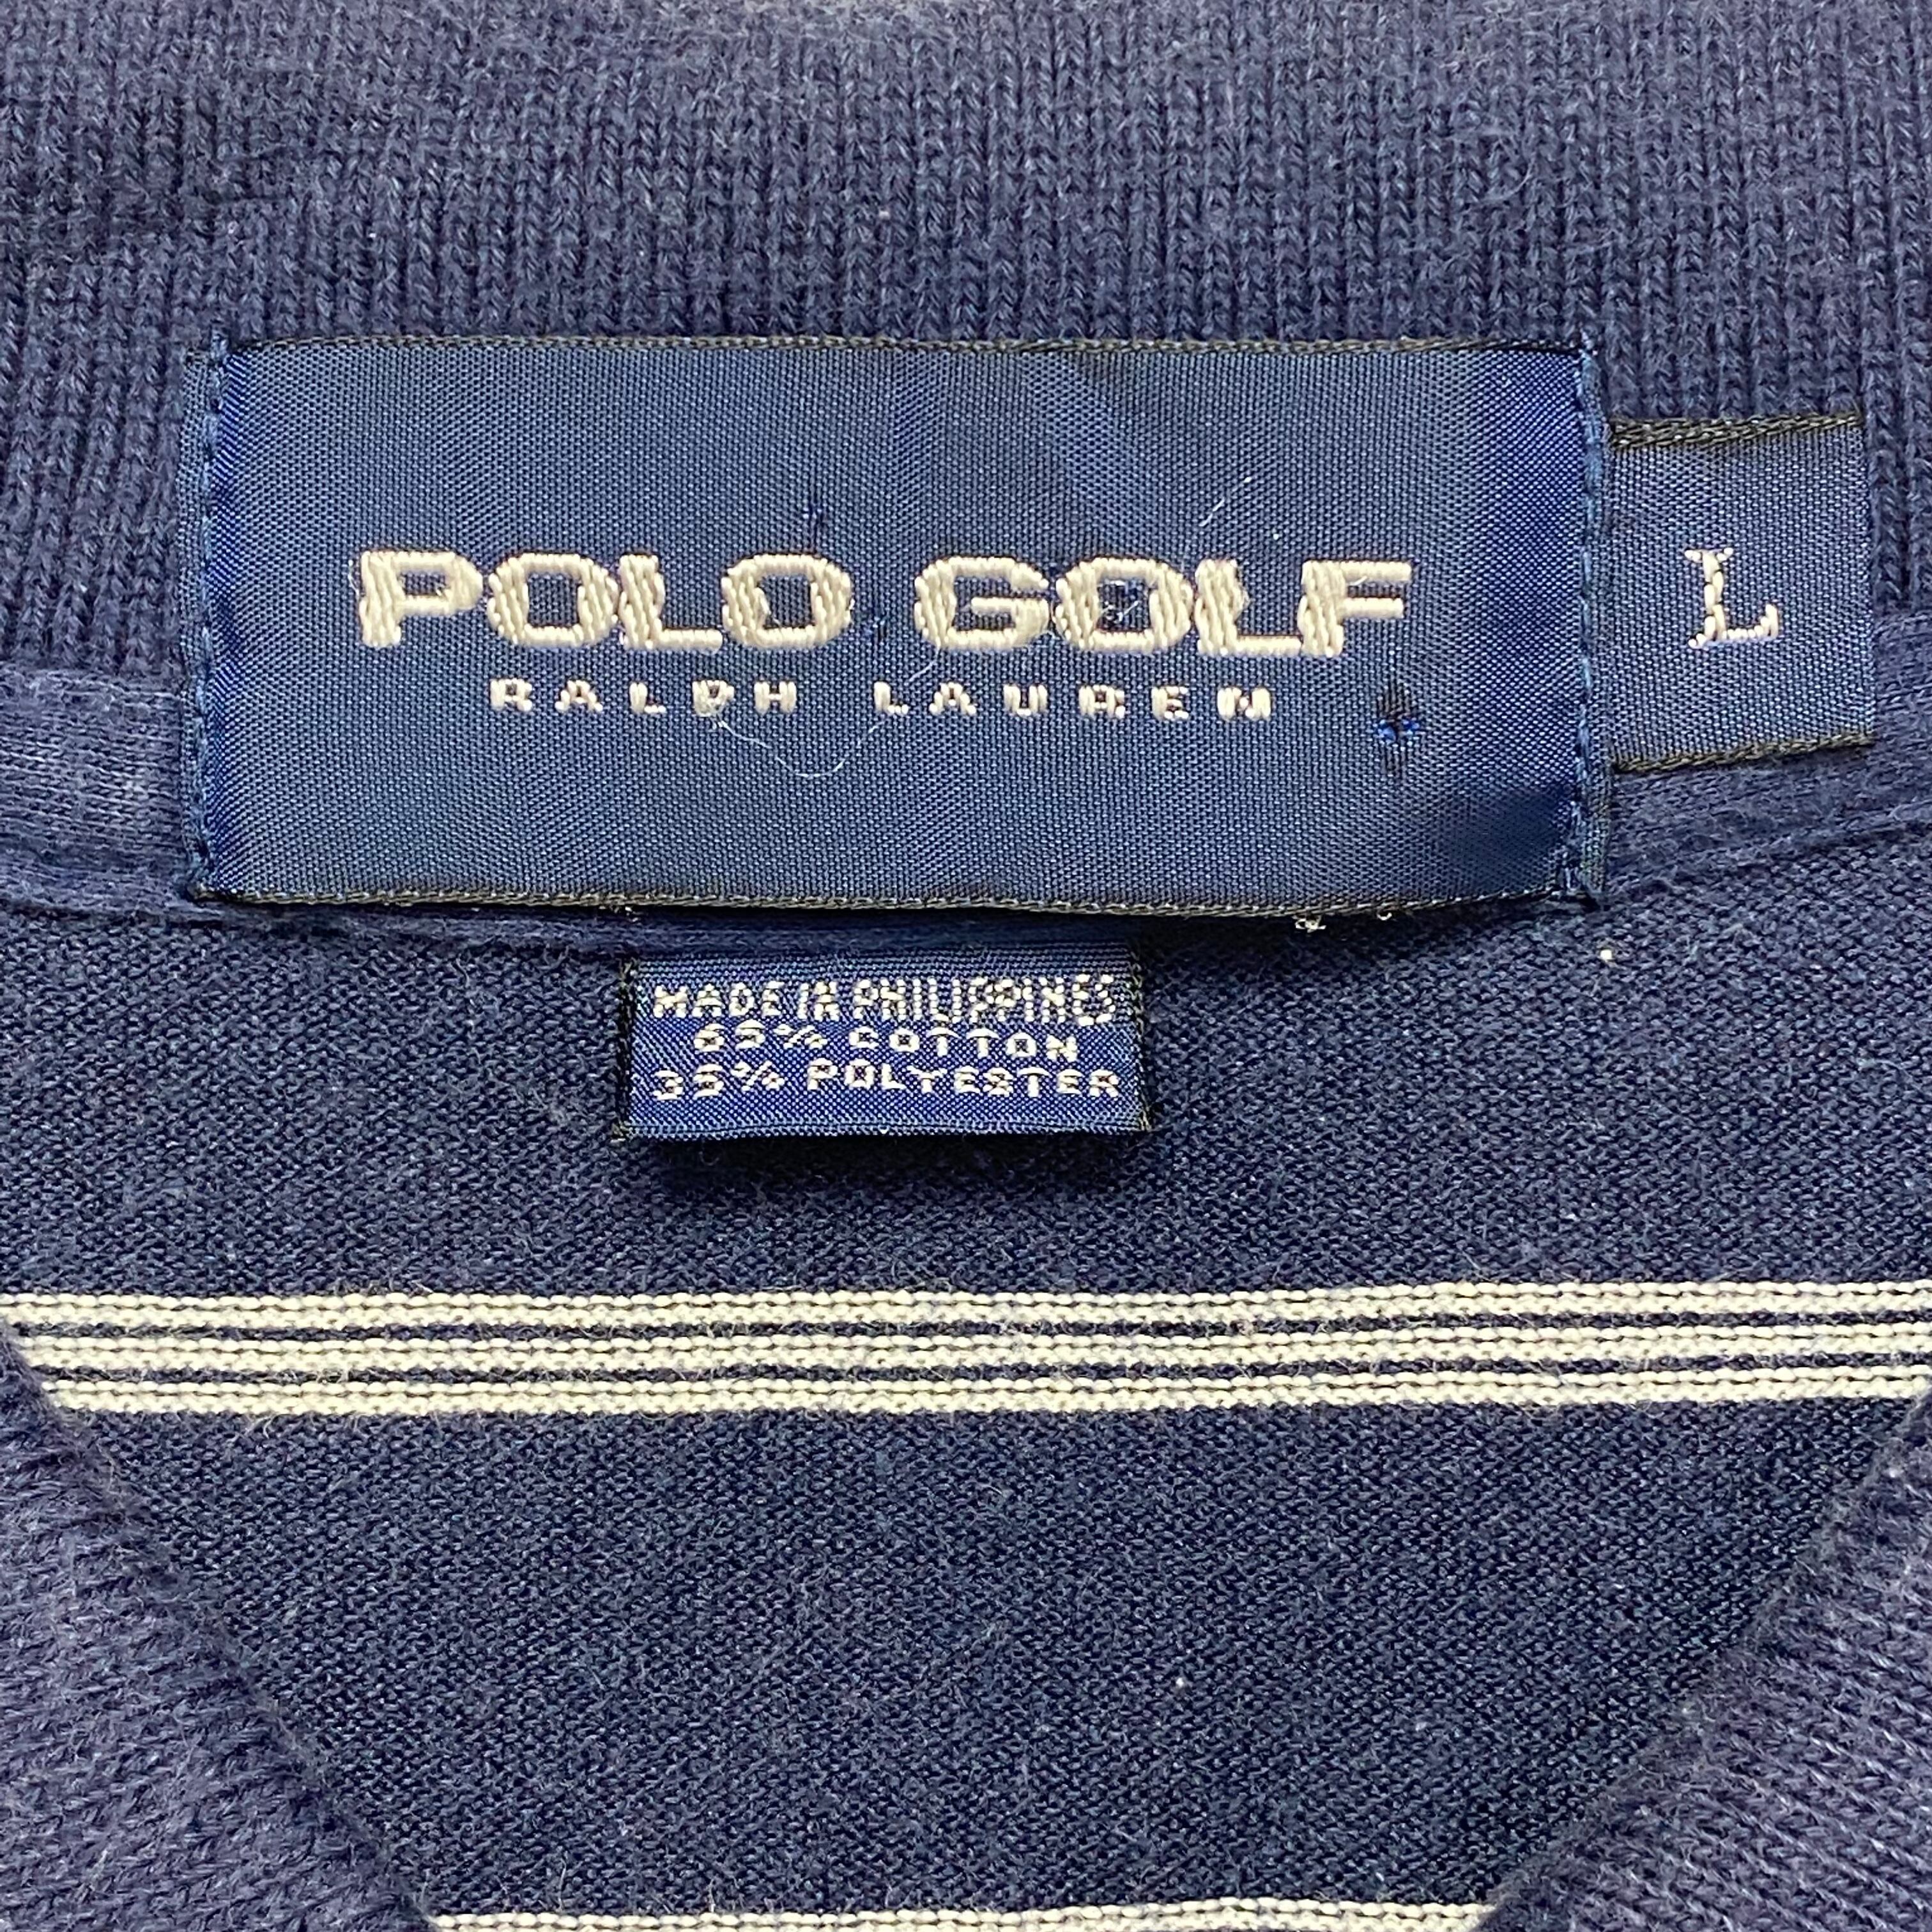 POLO GOLF
RALPH LAUREN
L
MADE IN PHILIPPINES
65% COTTON
35% POLYESTER